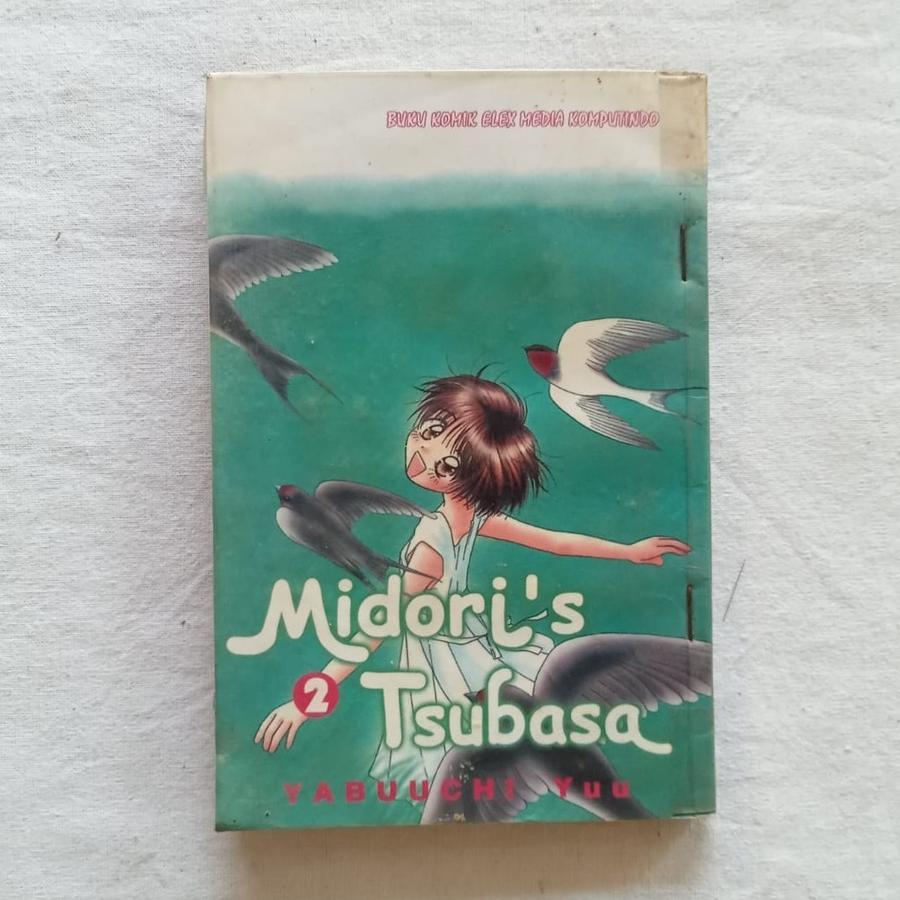 BUKU KOMIK ELEX MEDIA KOMPUTINDO
Midori's
2 Tsubasa
YABUUCHI Yuu